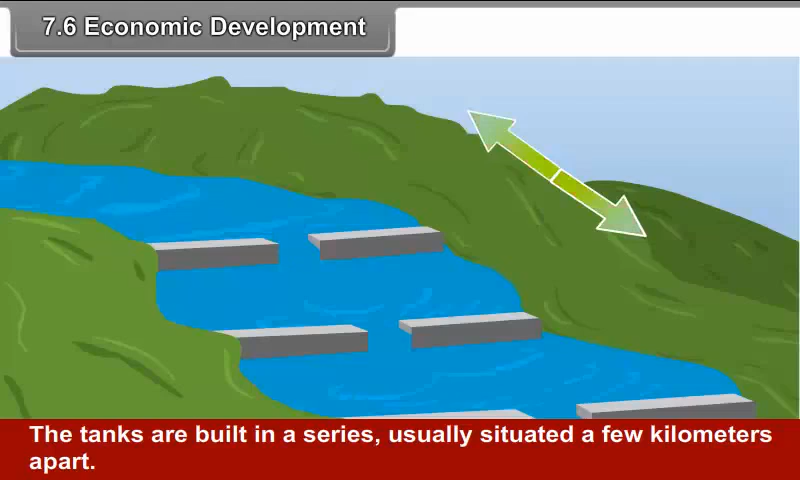 7.6 Economic Development
The tanks are built in a series, usually situated a few kilometers
apart.